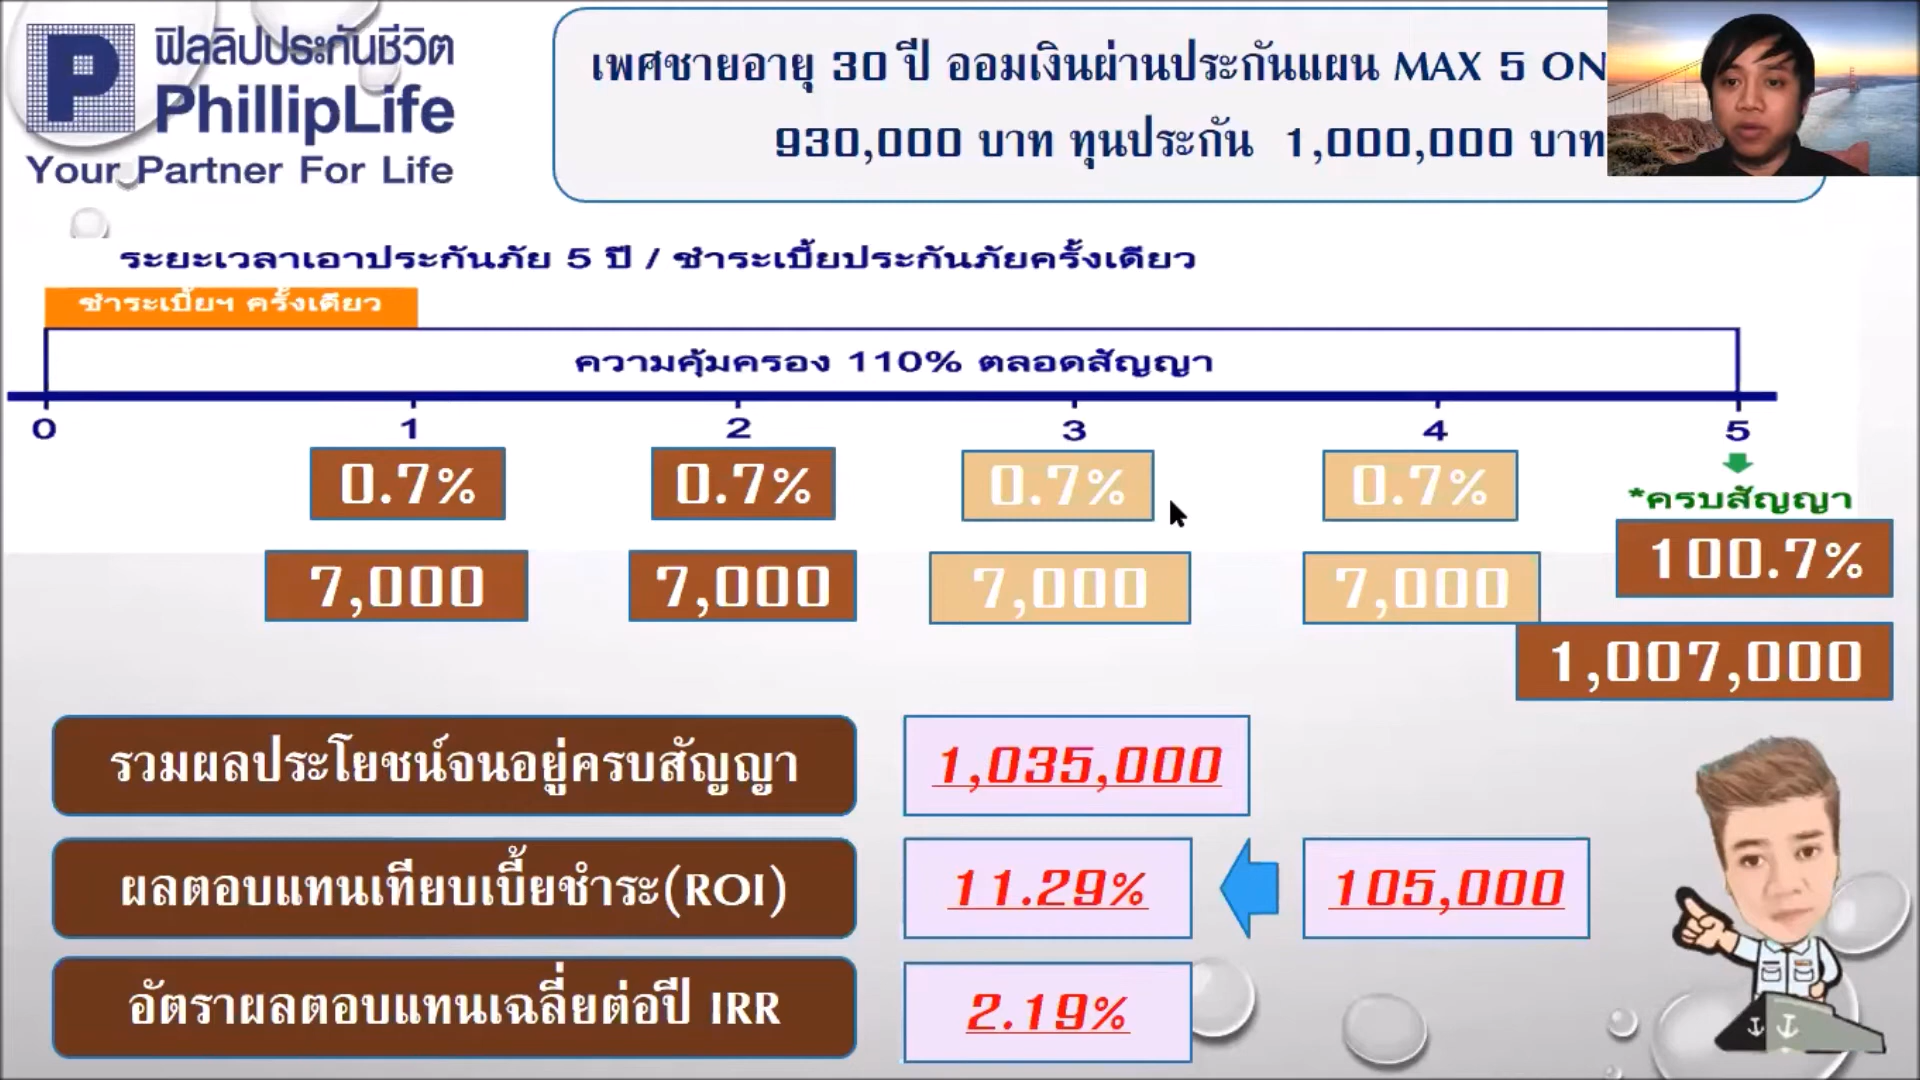 ฟิลลิปประกันชีวิต
PhillipLife
Your Partner For Life
เพศชายอายุ 30 ปี ออมเงินผ่านประกันแผน MAX 5 ON
930,000 บาท ทุนประกัน 1,000,000 บาท
ระยะเวลาเอาประกันภัย 5 ปี / ชำระเบี้ยประกันภัยครั้งเดียว
ชำระเบี้ยฯ ครั้งเดียว
ความคุ้มครอง 110% ตลอดสัญญา
0 1 2 3 4 5
0.7% 0.7% 0.7% 0.7%
*ครบสัญญา
100.7%
7,000 7,000 7,000 7,000
1,007,000
รวมผลประโยชน์จนอยู่ครบสัญญา 1,035,000
ผลตอบแทนเทียบเบี้ยชำระ(ROI) 11.29% 105,000
อัตราผลตอบแทนเฉลี่ยต่อปี IRR 2.19%